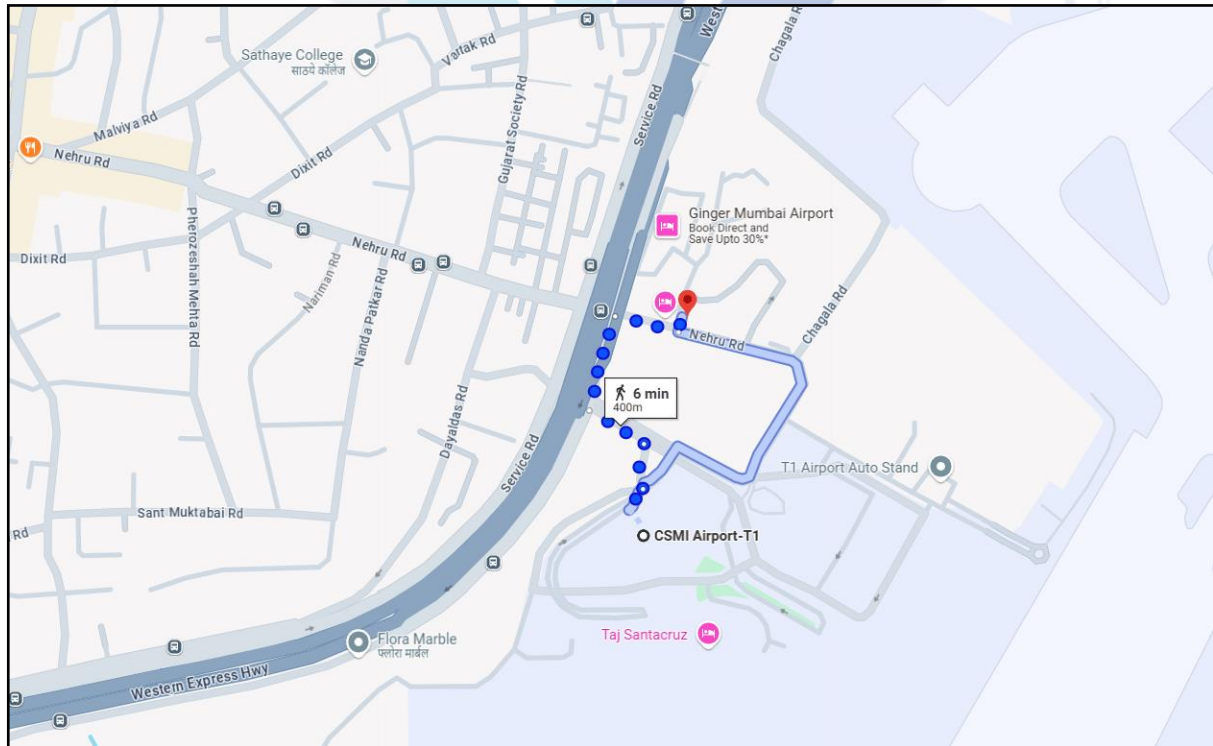 Chagala Rd
West
Vartak Rd
Sathaye College
साठये कॉलेज
Service Rd
Gujarat Society Rd
Malviya Rd
Nehru Rd
Dixit Rd
Pherozeshah Mehta Rd
Ginger Mumbai Airport
Book Direct and
Save Upto 30%*
Nehru Rd
Dixit Rd
Nariman Rd
Nanda Patkar Rd
Chagala Rd
Nehru Rd
6 min
400m
Dayaldas Rd
Service Rd
T1 Airport Auto Stand
Sant Muktabai Rd
Rd
CSMI Airport-T1
Taj Santacruz
Flora Marble
फ्लोरा मार्बल
Western Express Hwy